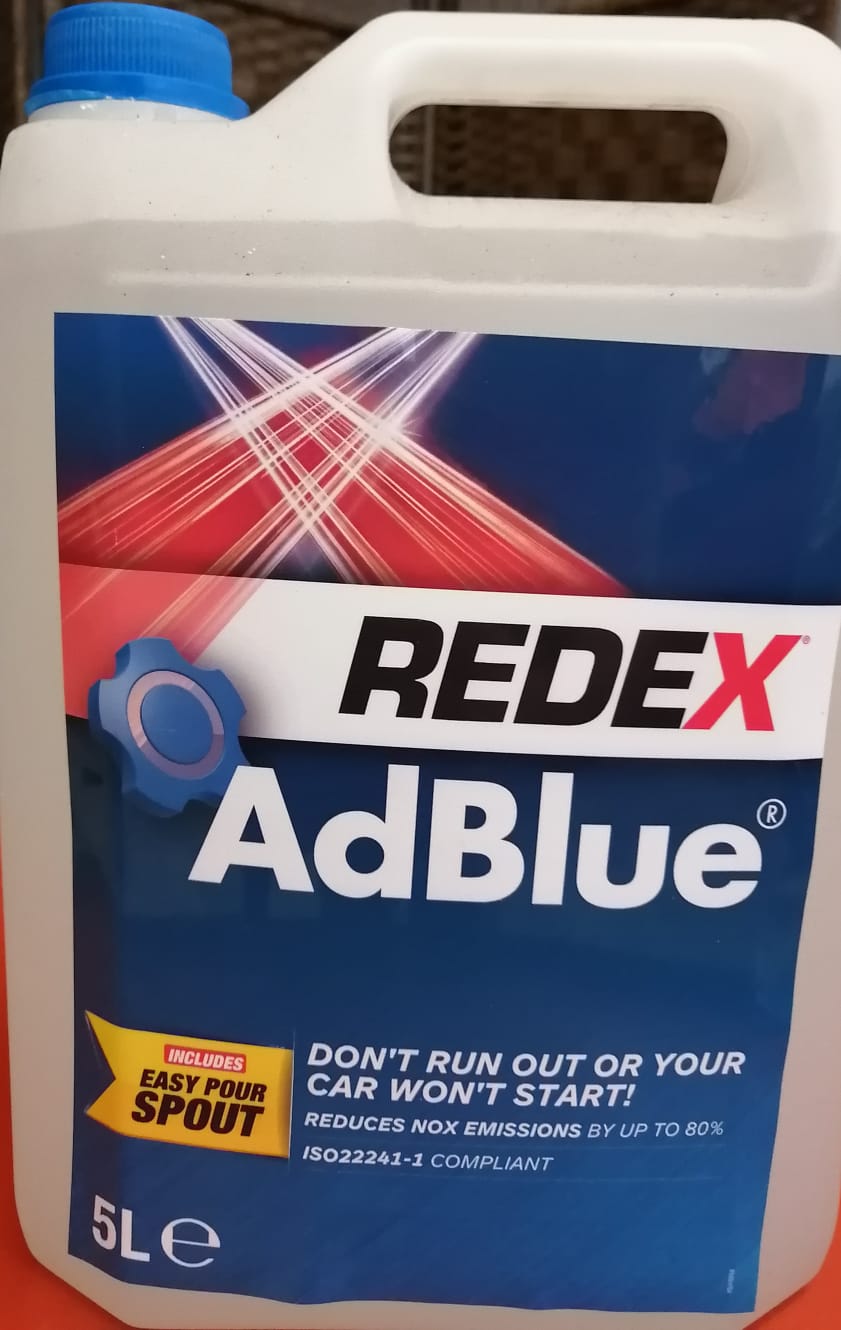 REDEX®
AdBlue®
INCLUDES
EASY POUR
SPOUT
DON'T RUN OUT OR YOUR
CAR WON'T START!
REDUCES NOX EMISSIONS BY UP TO 80%
ISO22241-1 COMPLIANT
5L ℮